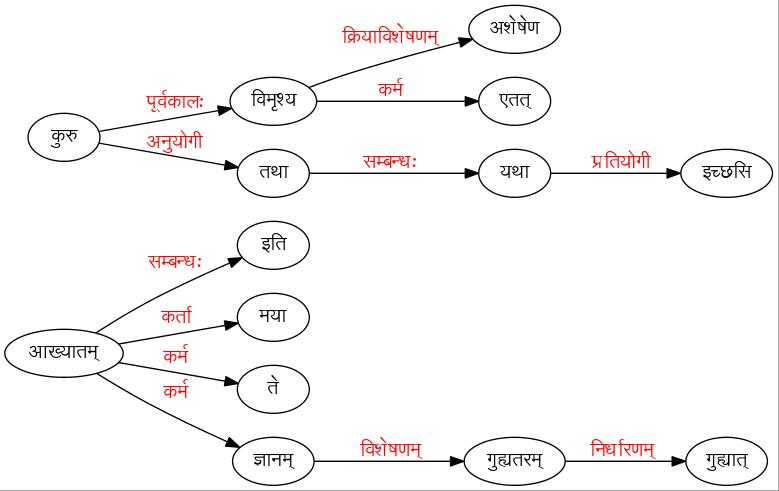 अशेषेण
क्रियाविशेषणम्
पूर्वकालः
विमृश्य
कर्म
एतत्
कुरु
अनुयोगी
तथा
सम्बन्धः
यथा
प्रतियोगी
इच्छसि
इति
सम्बन्धः
कर्ता
मया
आख्यातम्
कर्म
ते
कर्म
ज्ञानम्
विशेषणम्
गुह्यतरम्
निर्धारणम्
गुह्यात्